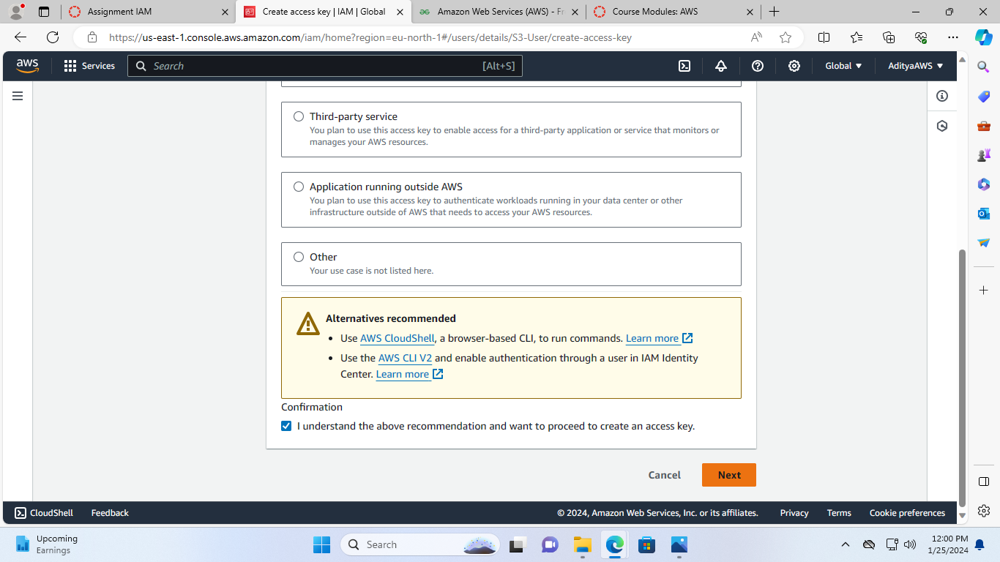 Assignment IAM
Create access key | IAM | Global
Amazon Web Services (AWS) - Fr
Course Modules: AWS
https://us-east-1.console.aws.amazon.com/iam/home?region=eu-north-1#/users/details/S3-User/create-access-key
aws
Services
Search
[Alt+S]
Global
AdityaAWS
Third-party service
You plan to use this access key to enable access for a third-party application or service that monitors or
manages your AWS resources.
Application running outside AWS
You plan to use this access key to authenticate workloads running in your data center or other
infrastructure outside of AWS that needs to access your AWS resources.
Other
Your use case is not listed here.
Alternatives recommended
• Use AWS CloudShell, a browser-based CLI, to run commands. Learn more
• Use the AWS CLI V2 and enable authentication through a user in IAM Identity
Center. Learn more
Confirmation
I understand the above recommendation and want to proceed to create an access key.
Cancel
Next
CloudShell
Feedback
© 2024, Amazon Web Services, Inc. or its affiliates.
Privacy
Terms
Cookie preferences
Upcoming
Earnings
Search
12:00 PM
1/25/2024